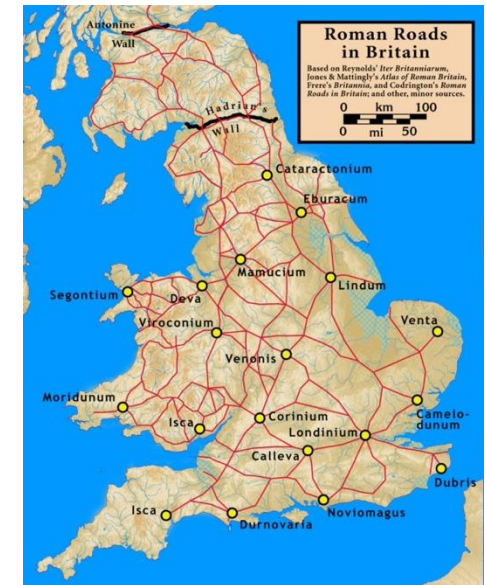 Antonine
Wall
Roman Roads
in Britain
Based on Reynolds' Iter Britanniarum,
Jones & Mattingly's Atlas of Roman Britain,
Frere's Britannia, and Codrington's Roman
Roads in Britain; and other, minor sources.
0 km 100
0 mi 50
Hadrian's
Wall
Cataractonium
Eburacum
Mamucium
Segontium
Deva
Lindum
Viroconium
Venta
Venonis
Moridunum
Isca
Corinium
Camelo-
dunum
Londinium
Calleva
Dubris
Isca
Durnovaria
Noviomagus